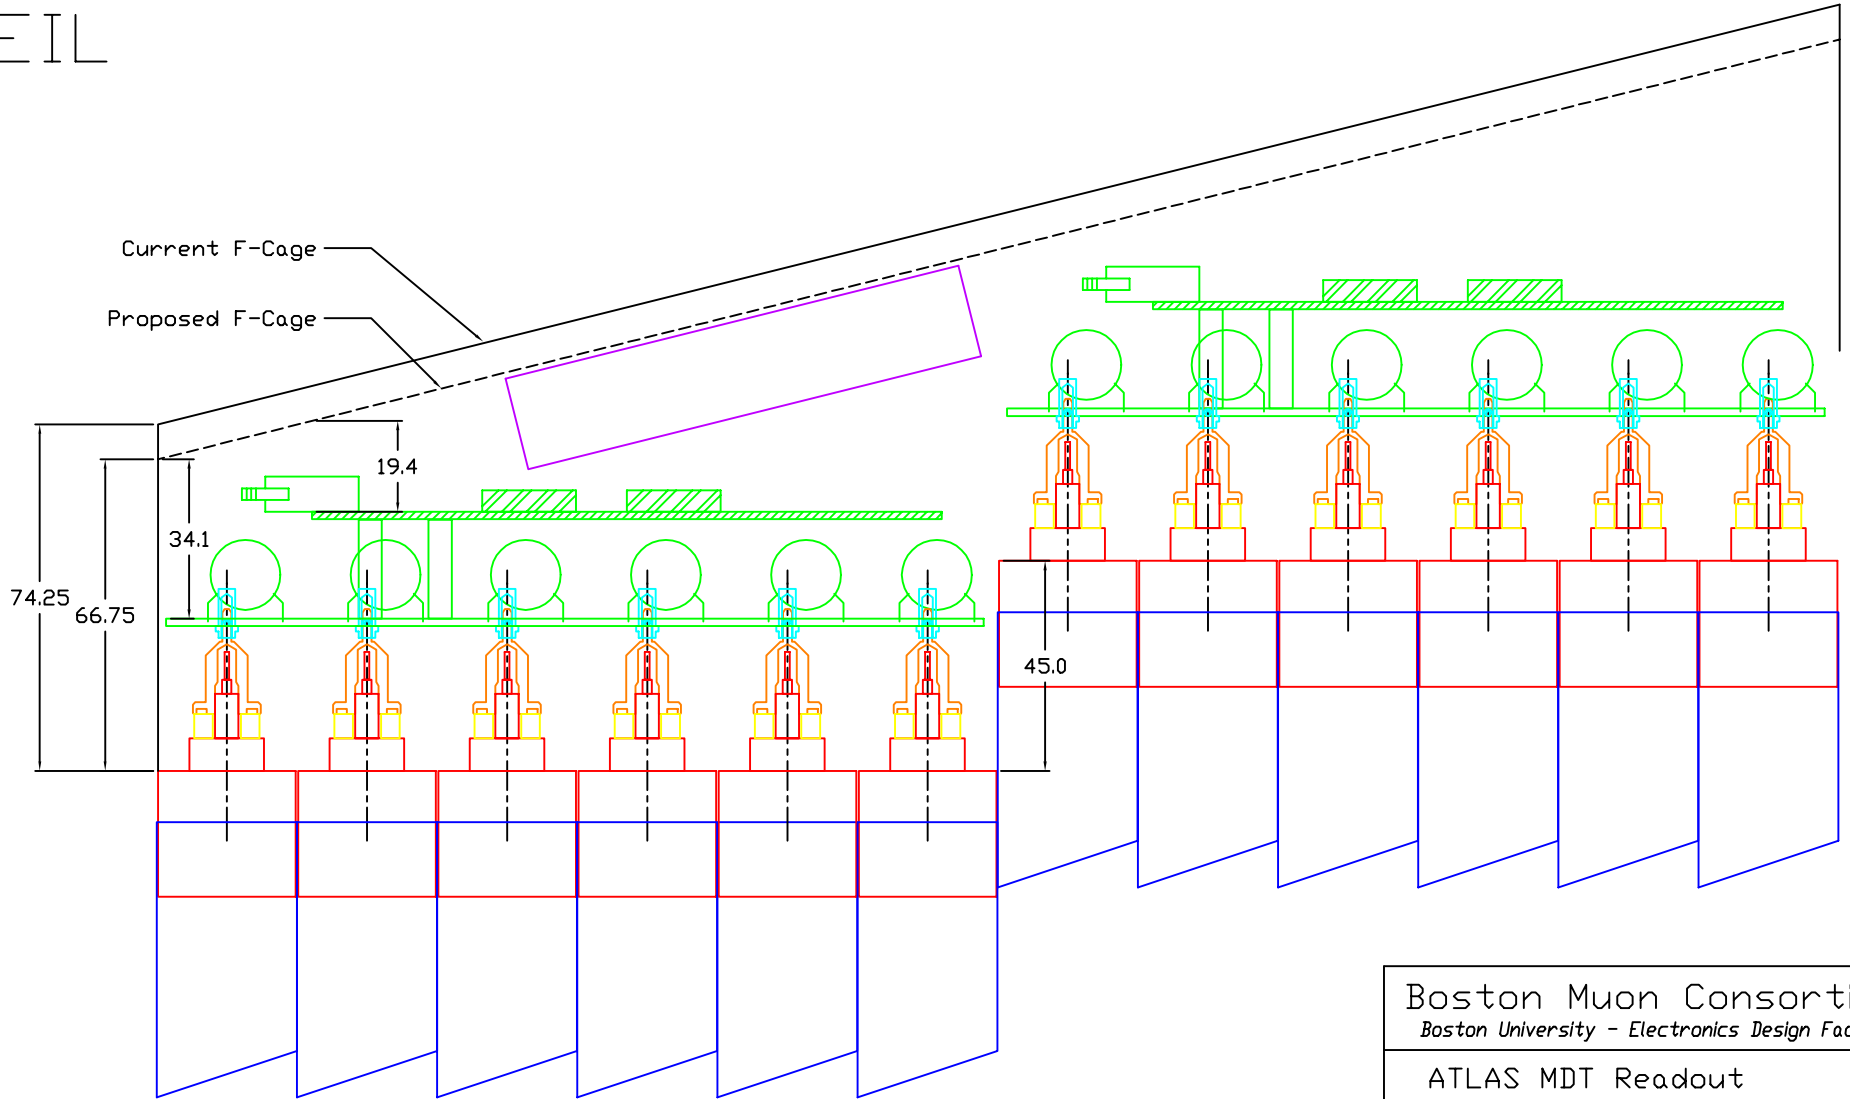 EIL
Current F-Cage
Proposed F-Cage
19.4
34.1
74.25
66.75
45.0
Boston Muon Consorti
Boston University - Electronics Design Fac
ATLAS MDT Readout